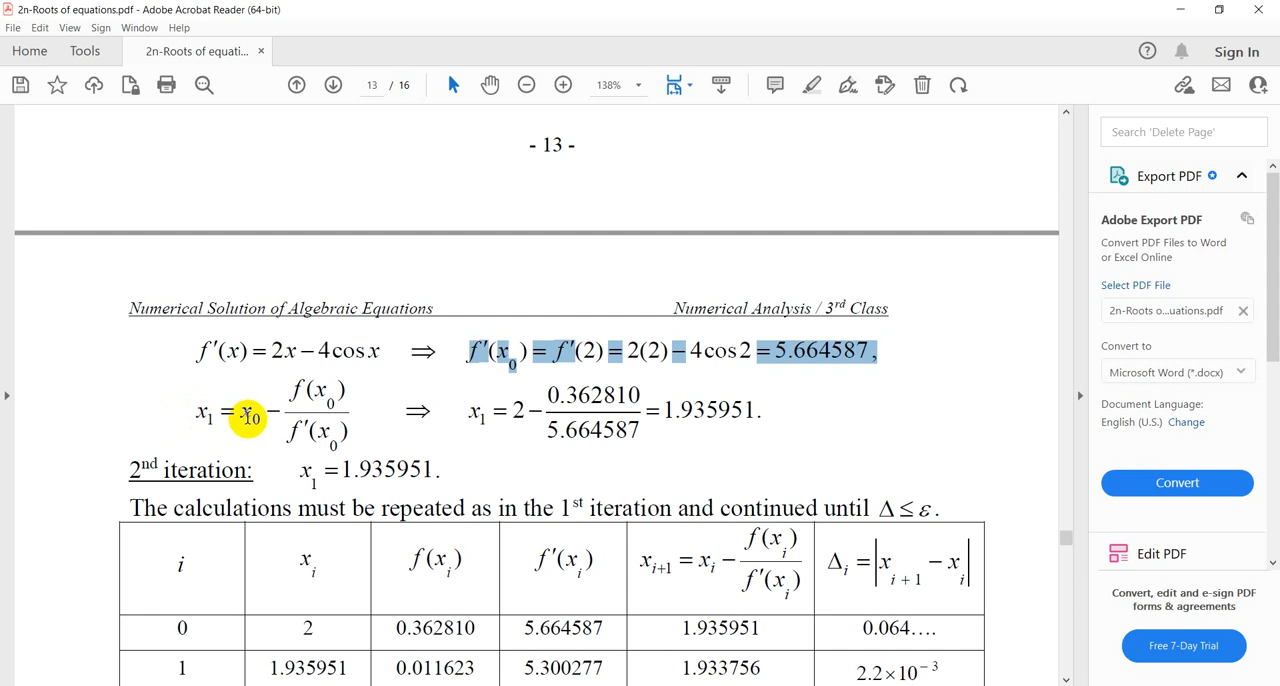 2n-Roots of equations.pdf - Adobe Acrobat Reader (64-bit)
File Edit View Sign Window Help
Home Tools 2n-Roots of equati... × Sign In
13 / 16 138%
- 13 -
Numerical Solution of Algebraic Equations Numerical Analysis / 3rd Class
f'(x) = 2x − 4cos x ⇒ f'(x₀) = f'(2) = 2(2) − 4cos2 = 5.664587,
x₁ = x₀ − f(x₀)/f'(x₀) ⇒ x₁ = 2 − 0.362810/5.664587 = 1.935951.
2nd iteration: x₁ = 1.935951.
The calculations must be repeated as in the 1st iteration and continued until Δ ≤ ε.
i xᵢ f(xᵢ) f'(xᵢ) xᵢ₊₁ = xᵢ − f(xᵢ)/f'(xᵢ) Δᵢ = |xᵢ₊₁ − xᵢ|
0 2 0.362810 5.664587 1.935951 0.064....
1 1.935951 0.011623 5.300277 1.933756 2.2×10⁻³
Search 'Delete Page'
Export PDF
Adobe Export PDF
Convert PDF Files to Word
or Excel Online
Select PDF File
2n-Roots o...uations.pdf
Convert to
Microsoft Word (*.docx)
Document Language:
English (U.S.) Change
Convert
Edit PDF
Convert, edit and e-sign PDF
forms & agreements
Free 7-Day Trial